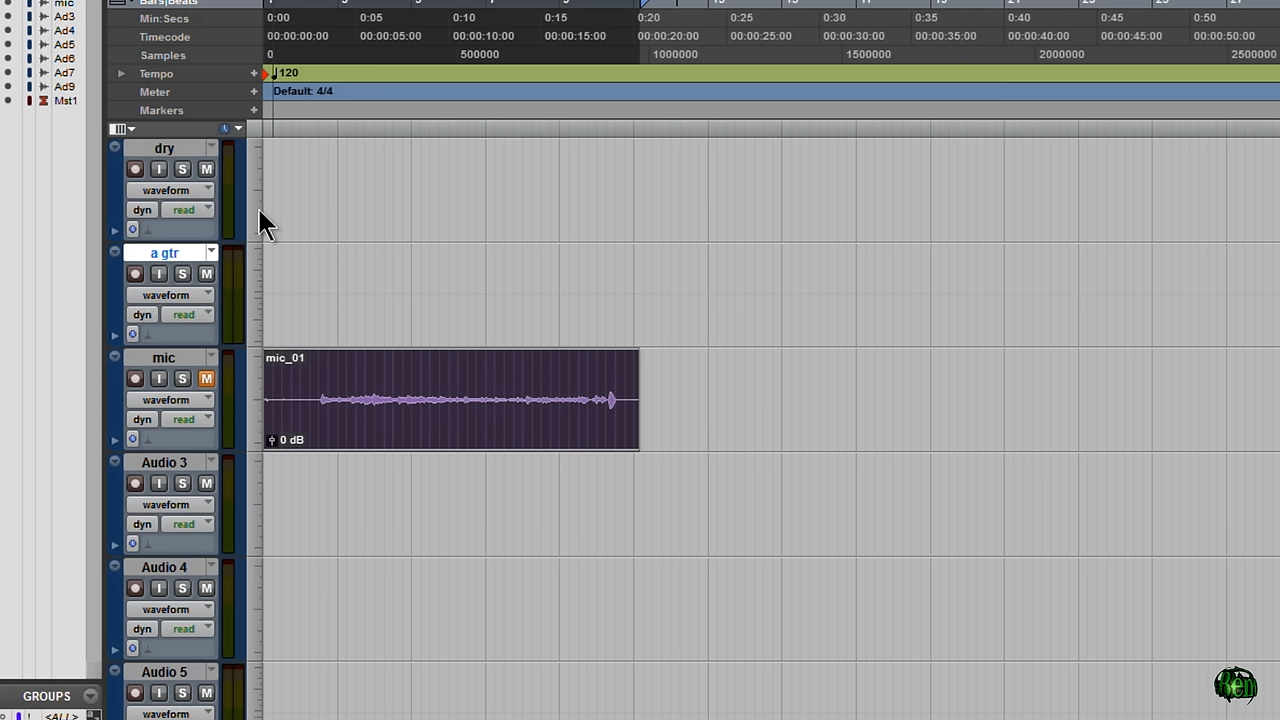 mic
Ad3
Ad4
Ad5
Ad6
Ad7
Ad9
Mst1
Bars|Beats
Min:Secs 0:00 0:05 0:10 0:15 0:20 0:25 0:30 0:35 0:40 0:45 0:50
Timecode 00:00:00:00 00:00:05:00 00:00:10:00 00:00:15:00 00:00:20:00 00:00:25:00 00:00:30:00 00:00:35:00 00:00:40:00 00:00:45:00 00:00:50:00
Samples 0 500000 1000000 1500000 2000000 2500000
Tempo + 120
Meter + Default: 4/4
Markers +
dry
I S M
waveform
dyn read
a gtr
I S M
waveform
dyn read
mic
I S M
waveform
dyn read
mic_01
0 dB
Audio 3
I S M
waveform
dyn read
Audio 4
I S M
waveform
dyn read
Audio 5
I S M
waveform
GROUPS
! <ALL>
Ren